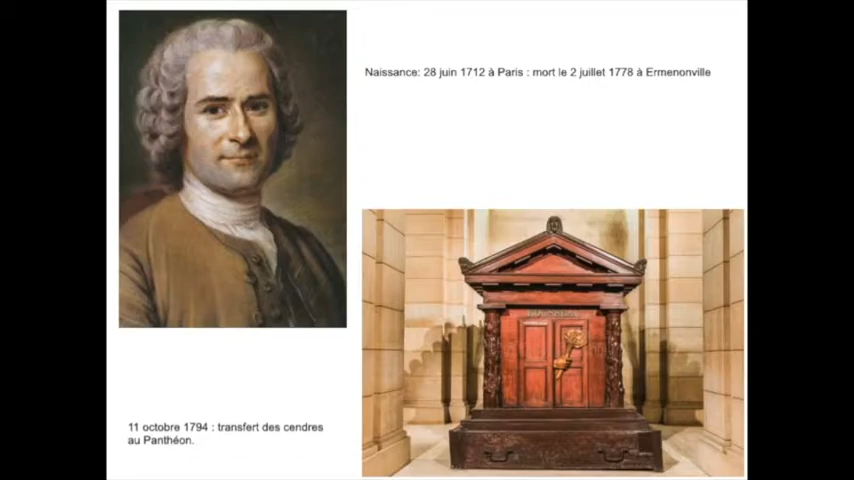 Naissance: 28 juin 1712 à Paris : mort le 2 juillet 1778 à Ermenonville
11 octobre 1794 : transfert des cendres
au Panthéon.